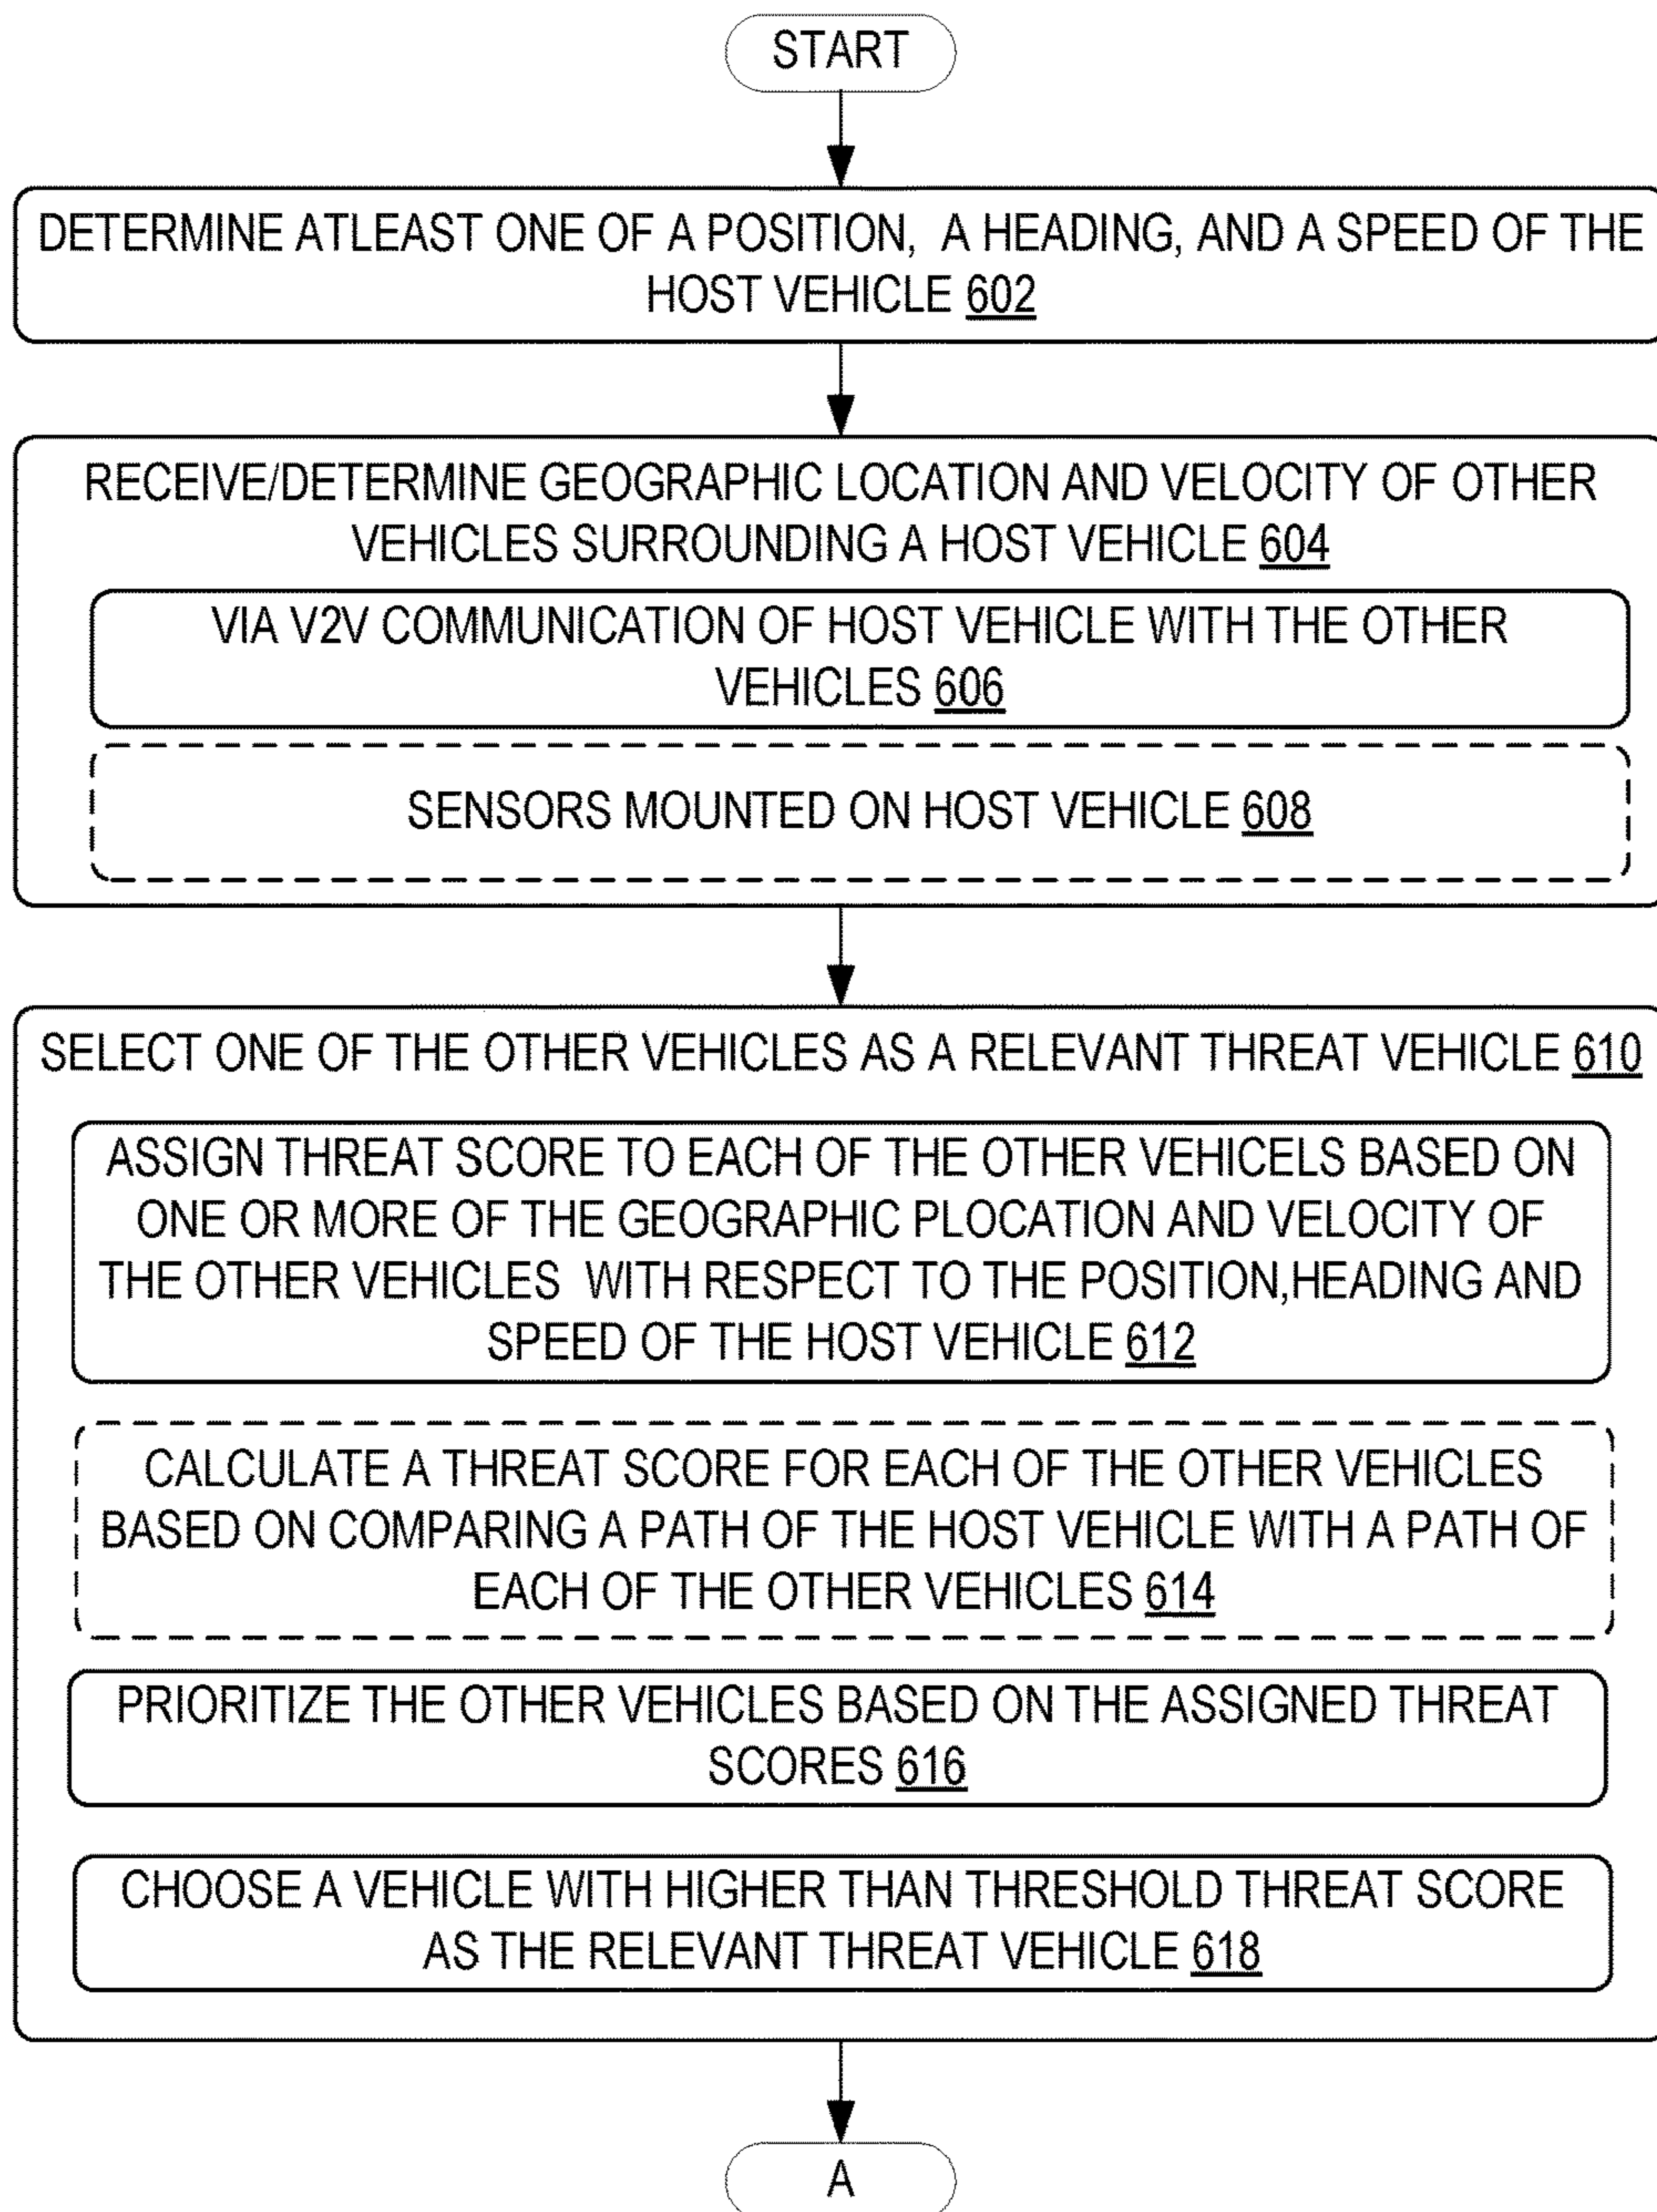 START
DETERMINE ATLEAST ONE OF A POSITION, A HEADING, AND A SPEED OF THE
HOST VEHICLE 602
RECEIVE/DETERMINE GEOGRAPHIC LOCATION AND VELOCITY OF OTHER
VEHICLES SURROUNDING A HOST VEHICLE 604
VIA V2V COMMUNICATION OF HOST VEHICLE WITH THE OTHER
VEHICLES 606
SENSORS MOUNTED ON HOST VEHICLE 608
SELECT ONE OF THE OTHER VEHICLES AS A RELEVANT THREAT VEHICLE 610
ASSIGN THREAT SCORE TO EACH OF THE OTHER VEHICELS BASED ON
ONE OR MORE OF THE GEOGRAPHIC PLOCATION AND VELOCITY OF
THE OTHER VEHICLES WITH RESPECT TO THE POSITION,HEADING AND
SPEED OF THE HOST VEHICLE 612
CALCULATE A THREAT SCORE FOR EACH OF THE OTHER VEHICLES
BASED ON COMPARING A PATH OF THE HOST VEHICLE WITH A PATH OF
EACH OF THE OTHER VEHICLES 614
PRIORITIZE THE OTHER VEHICLES BASED ON THE ASSIGNED THREAT
SCORES 616
CHOOSE A VEHICLE WITH HIGHER THAN THRESHOLD THREAT SCORE
AS THE RELEVANT THREAT VEHICLE 618
A